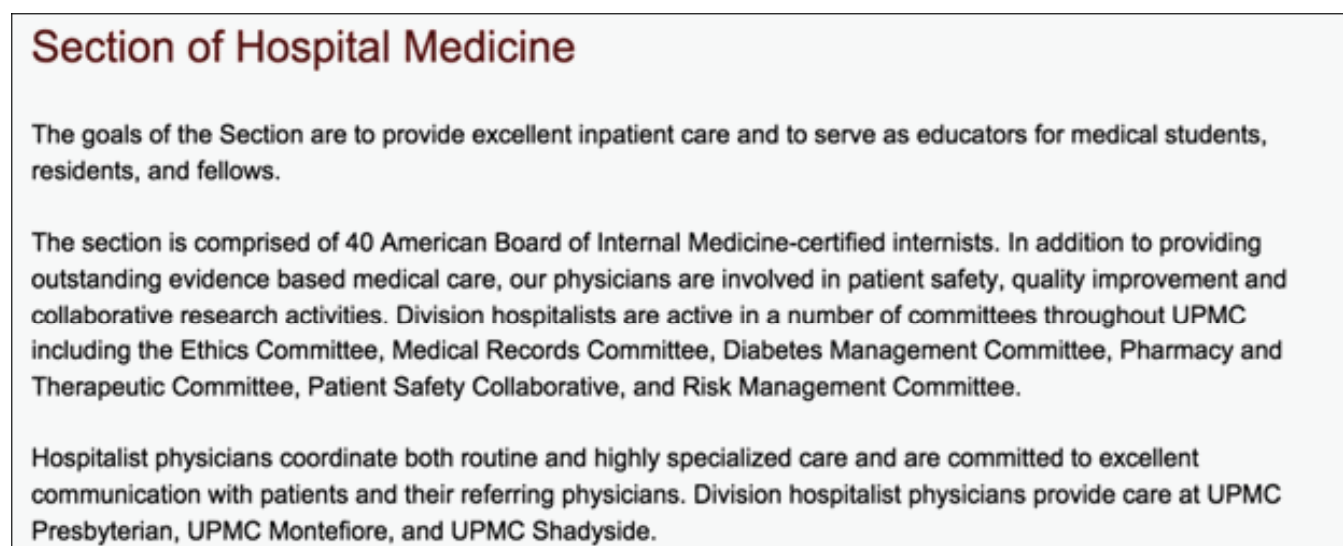 Section of Hospital Medicine
The goals of the Section are to provide excellent inpatient care and to serve as educators for medical students,
residents, and fellows.
The section is comprised of 40 American Board of Internal Medicine-certified internists. In addition to providing
outstanding evidence based medical care, our physicians are involved in patient safety, quality improvement and
collaborative research activities. Division hospitalists are active in a number of committees throughout UPMC
including the Ethics Committee, Medical Records Committee, Diabetes Management Committee, Pharmacy and
Therapeutic Committee, Patient Safety Collaborative, and Risk Management Committee.
Hospitalist physicians coordinate both routine and highly specialized care and are committed to excellent
communication with patients and their referring physicians. Division hospitalist physicians provide care at UPMC
Presbyterian, UPMC Montefiore, and UPMC Shadyside.